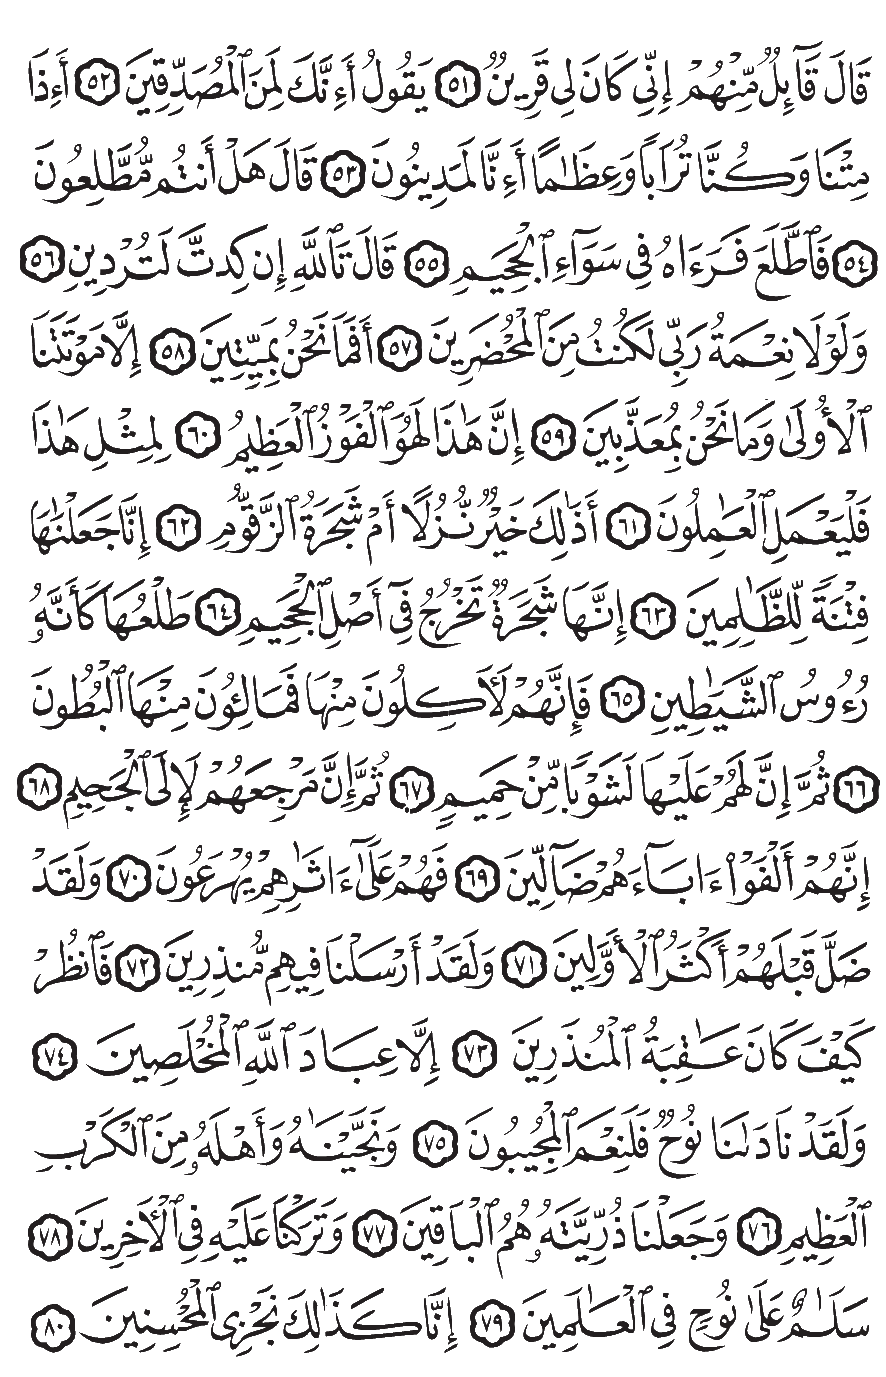 قَالَ قَآئِلٌ مِّنْهُمْ إِنِّى كَانَ لِى قَرِينٌ ٥١ يَقُولُ أَءِنَّكَ لَمِنَ ٱلْمُصَدِّقِينَ ٥٢ أَءِذَا
مِتْنَا وَكُنَّا تُرَابًا وَعِظَٰمًا أَءِنَّا لَمَدِينُونَ ٥٣ قَالَ هَلْ أَنتُم مُّطَّلِعُونَ
٥٤ فَٱطَّلَعَ فَرَءَاهُ فِى سَوَآءِ ٱلْجَحِيمِ ٥٥ قَالَ تَٱللَّهِ إِن كِدتَّ لَتُرْدِينِ ٥٦
وَلَوْلَا نِعْمَةُ رَبِّى لَكُنتُ مِنَ ٱلْمُحْضَرِينَ ٥٧ أَفَمَا نَحْنُ بِمَيِّتِينَ ٥٨ إِلَّا مَوْتَتَنَا
ٱلْأُولَىٰ وَمَا نَحْنُ بِمُعَذَّبِينَ ٥٩ إِنَّ هَٰذَا لَهُوَ ٱلْفَوْزُ ٱلْعَظِيمُ ٦٠ لِمِثْلِ هَٰذَا
فَلْيَعْمَلِ ٱلْعَٰمِلُونَ ٦١ أَذَٰلِكَ خَيْرٌ نُّزُلًا أَمْ شَجَرَةُ ٱلزَّقُّومِ ٦٢ إِنَّا جَعَلْنَٰهَا
فِتْنَةً لِّلظَّٰلِمِينَ ٦٣ إِنَّهَا شَجَرَةٌ تَخْرُجُ فِىٓ أَصْلِ ٱلْجَحِيمِ ٦٤ طَلْعُهَا كَأَنَّهُۥ
رُءُوسُ ٱلشَّيَٰطِينِ ٦٥ فَإِنَّهُمْ لَءَاكِلُونَ مِنْهَا فَمَالِـُٔونَ مِنْهَا ٱلْبُطُونَ
٦٦ ثُمَّ إِنَّ لَهُمْ عَلَيْهَا لَشَوْبًا مِّنْ حَمِيمٍ ٦٧ ثُمَّ إِنَّ مَرْجِعَهُمْ لَإِلَى ٱلْجَحِيمِ ٦٨
إِنَّهُمْ أَلْفَوْا۟ ءَابَآءَهُمْ ضَآلِّينَ ٦٩ فَهُمْ عَلَىٰٓ ءَاثَٰرِهِمْ يُهْرَعُونَ ٧٠ وَلَقَدْ
ضَلَّ قَبْلَهُمْ أَكْثَرُ ٱلْأَوَّلِينَ ٧١ وَلَقَدْ أَرْسَلْنَا فِيهِم مُّنذِرِينَ ٧٢ فَٱنظُرْ
كَيْفَ كَانَ عَٰقِبَةُ ٱلْمُنذَرِينَ ٧٣ إِلَّا عِبَادَ ٱللَّهِ ٱلْمُخْلَصِينَ ٧٤
وَلَقَدْ نَادَىٰنَا نُوحٌ فَلَنِعْمَ ٱلْمُجِيبُونَ ٧٥ وَنَجَّيْنَٰهُ وَأَهْلَهُۥ مِنَ ٱلْكَرْبِ
ٱلْعَظِيمِ ٧٦ وَجَعَلْنَا ذُرِّيَّتَهُۥ هُمُ ٱلْبَاقِينَ ٧٧ وَتَرَكْنَا عَلَيْهِ فِى ٱلْءَاخِرِينَ ٧٨
سَلَٰمٌ عَلَىٰ نُوحٍ فِى ٱلْعَٰلَمِينَ ٧٩ إِنَّا كَذَٰلِكَ نَجْزِى ٱلْمُحْسِنِينَ ٨٠